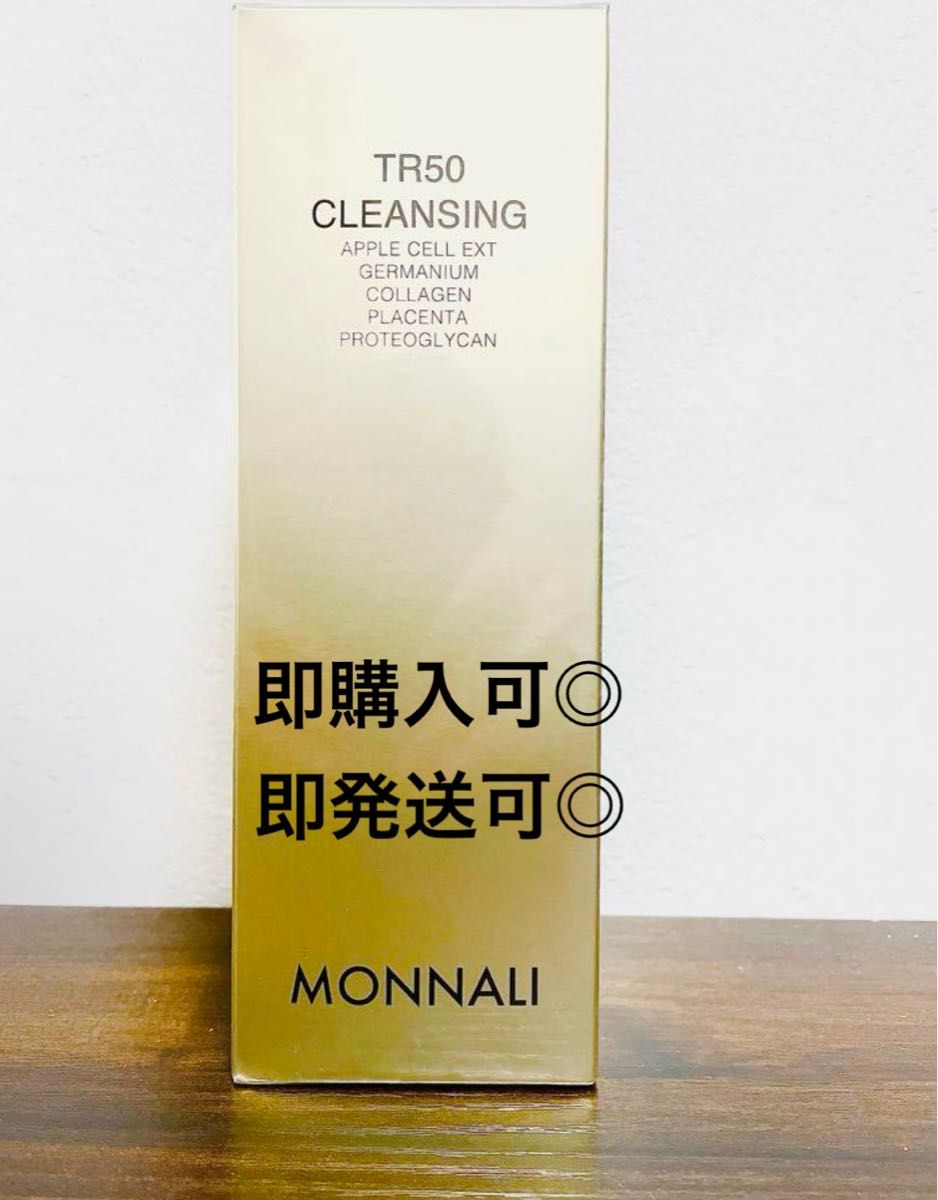 TR50
CLEANSING
APPLE CELL EXT
GERMANIUM
COLLAGEN
PLACENTA
PROTEOGLYCAN
即購入可◎
即発送可◎
MONNALI